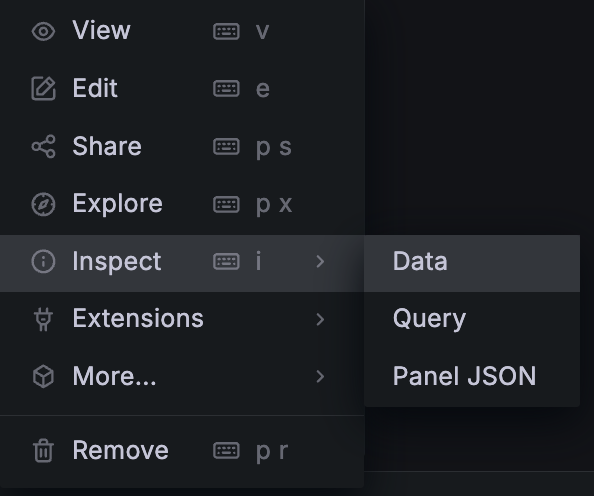 View v
Edit e
Share p s
Explore p x
Inspect i
Data
Query
Panel JSON
Extensions
More...
Remove p r